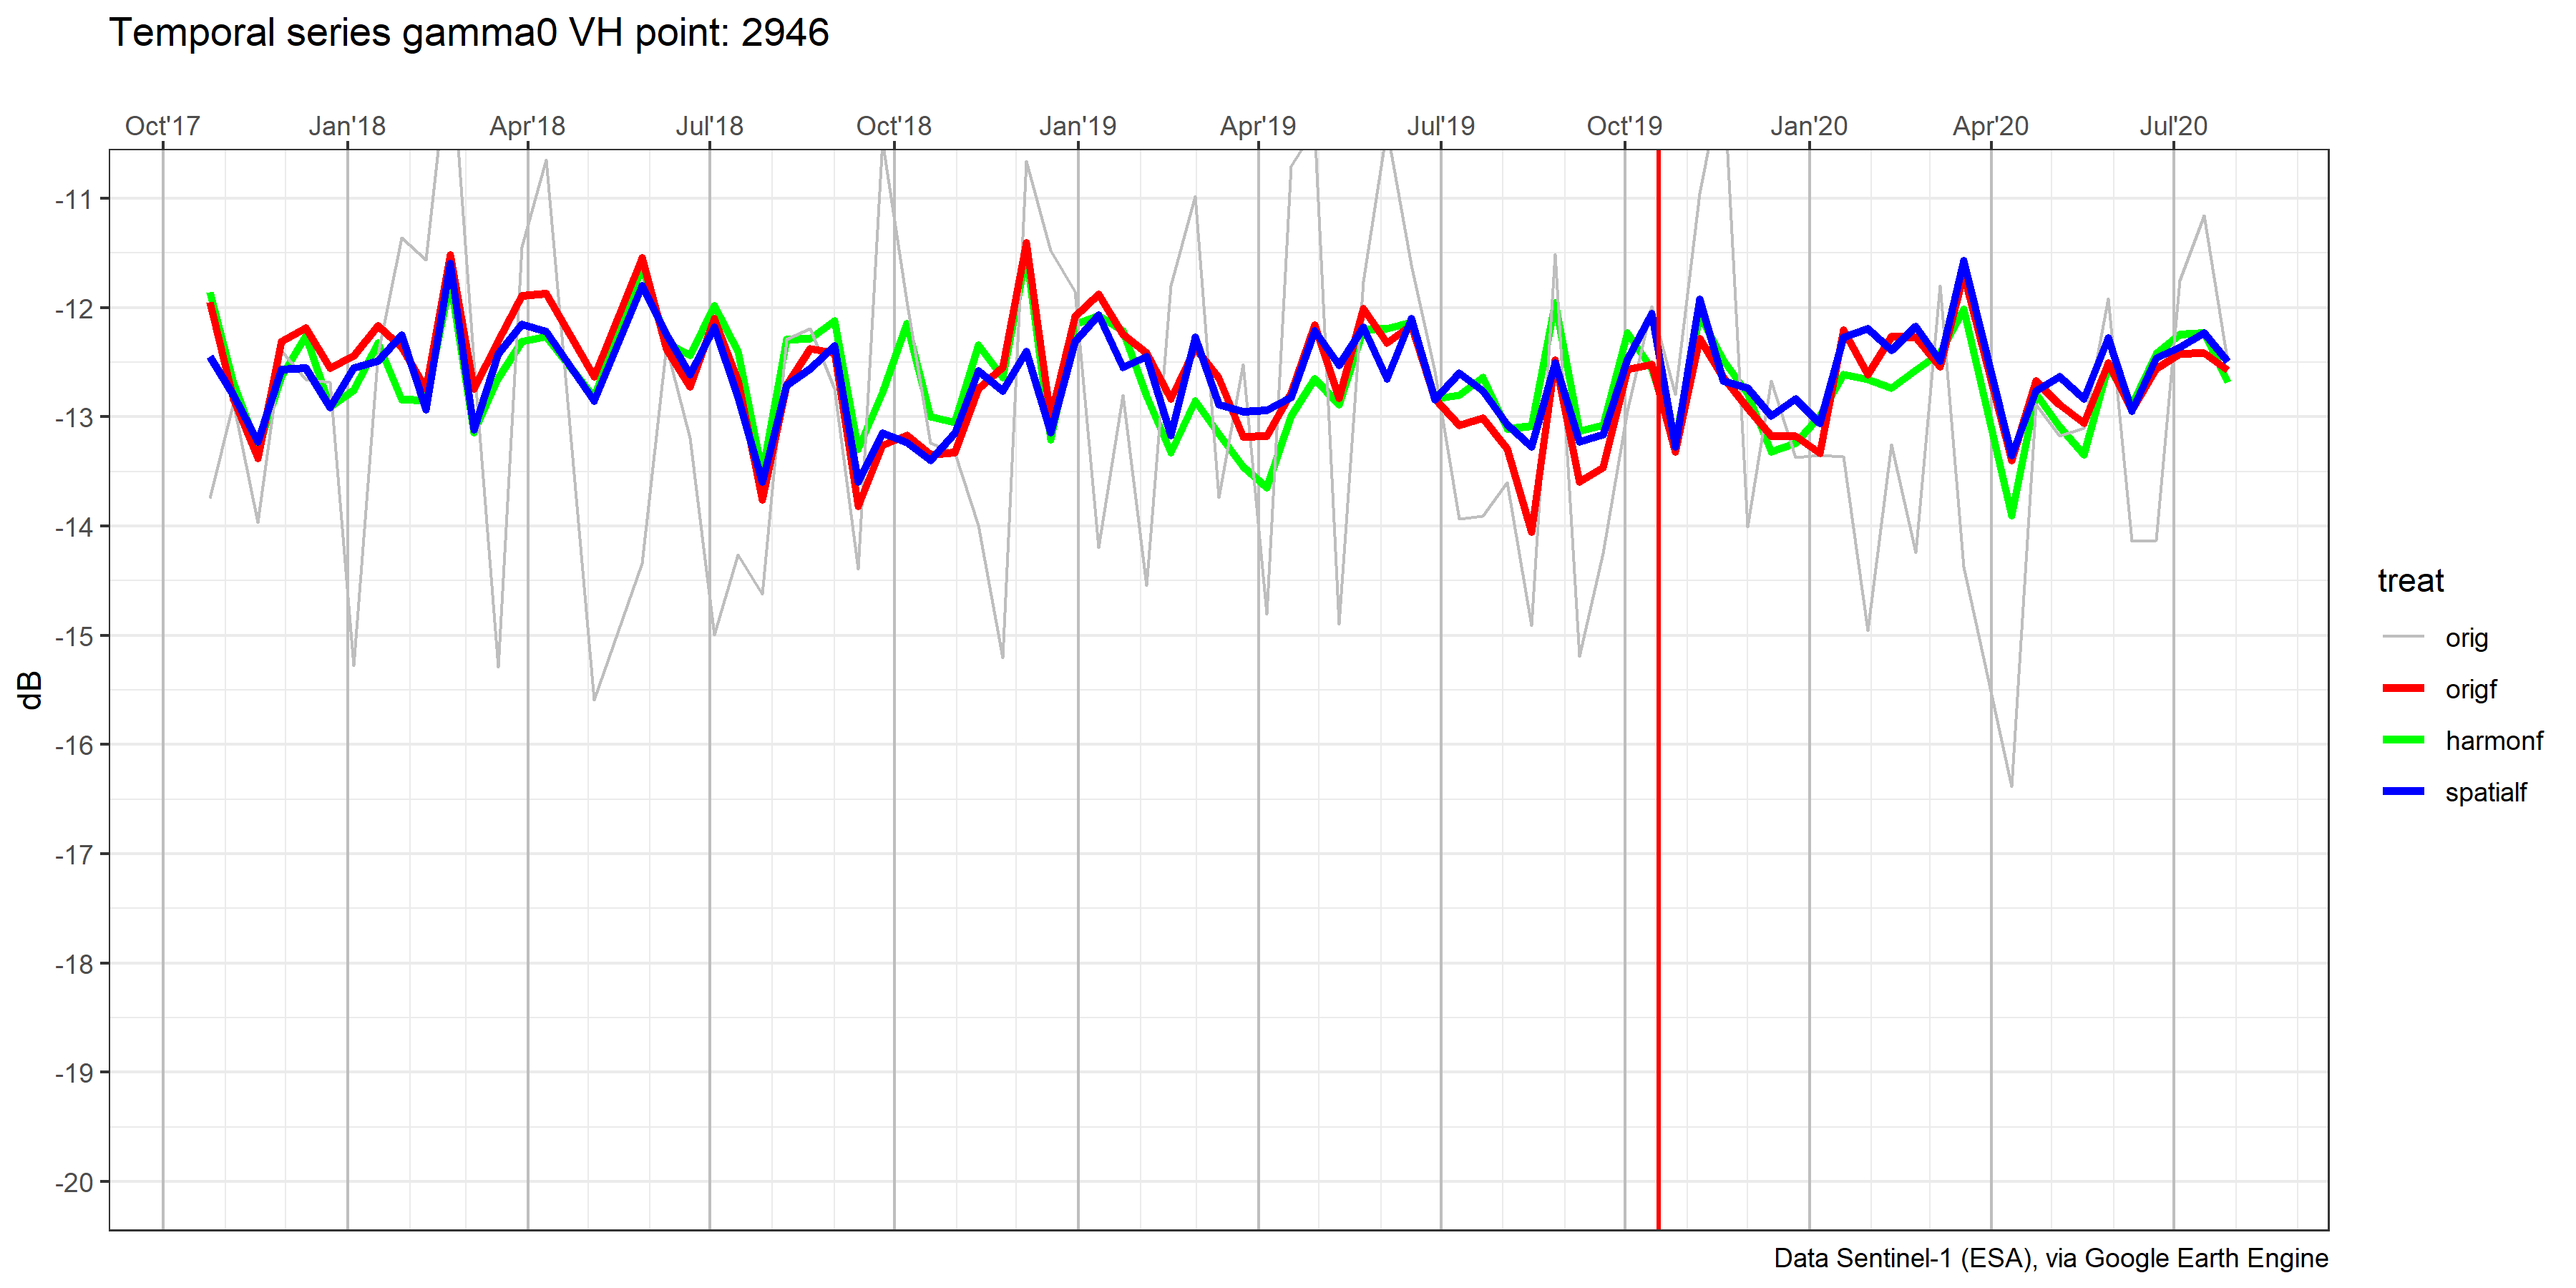 Temporal series gamma0 VH point: 2946
Oct'17 Jan'18 Apr'18 Jul'18 Oct'18 Jan'19 Apr'19 Jul'19 Oct'19 Jan'20 Apr'20 Jul'20
-11
-12
-13
-14
-15
-16
-17
-18
-19
-20
dB
treat
orig
origf
harmonf
spatialf
Data Sentinel-1 (ESA), via Google Earth Engine